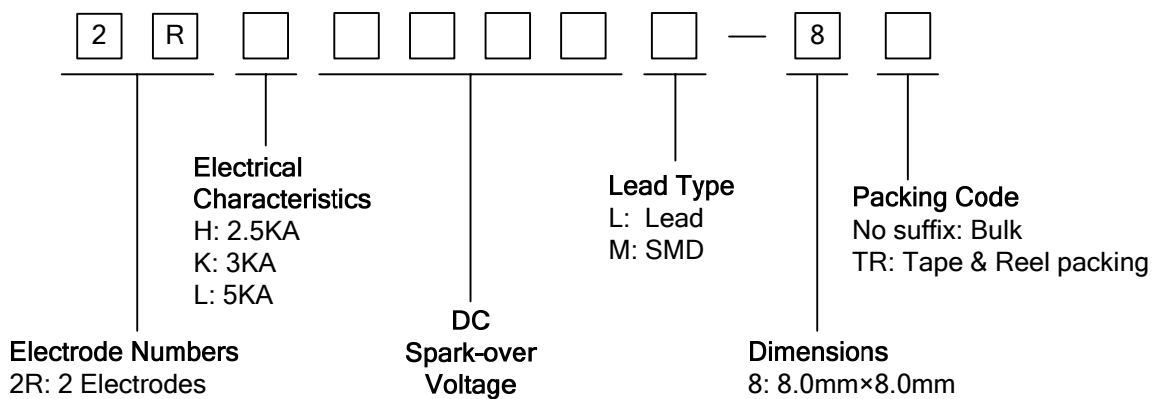 2 R — 8
Electrical
Characteristics
H: 2.5KA
K: 3KA
L: 5KA
Lead Type
L: Lead
M: SMD
Packing Code
No suffix: Bulk
TR: Tape & Reel packing
Electrode Numbers
2R: 2 Electrodes
DC
Spark-over
Voltage
Dimensions
8: 8.0mm×8.0mm